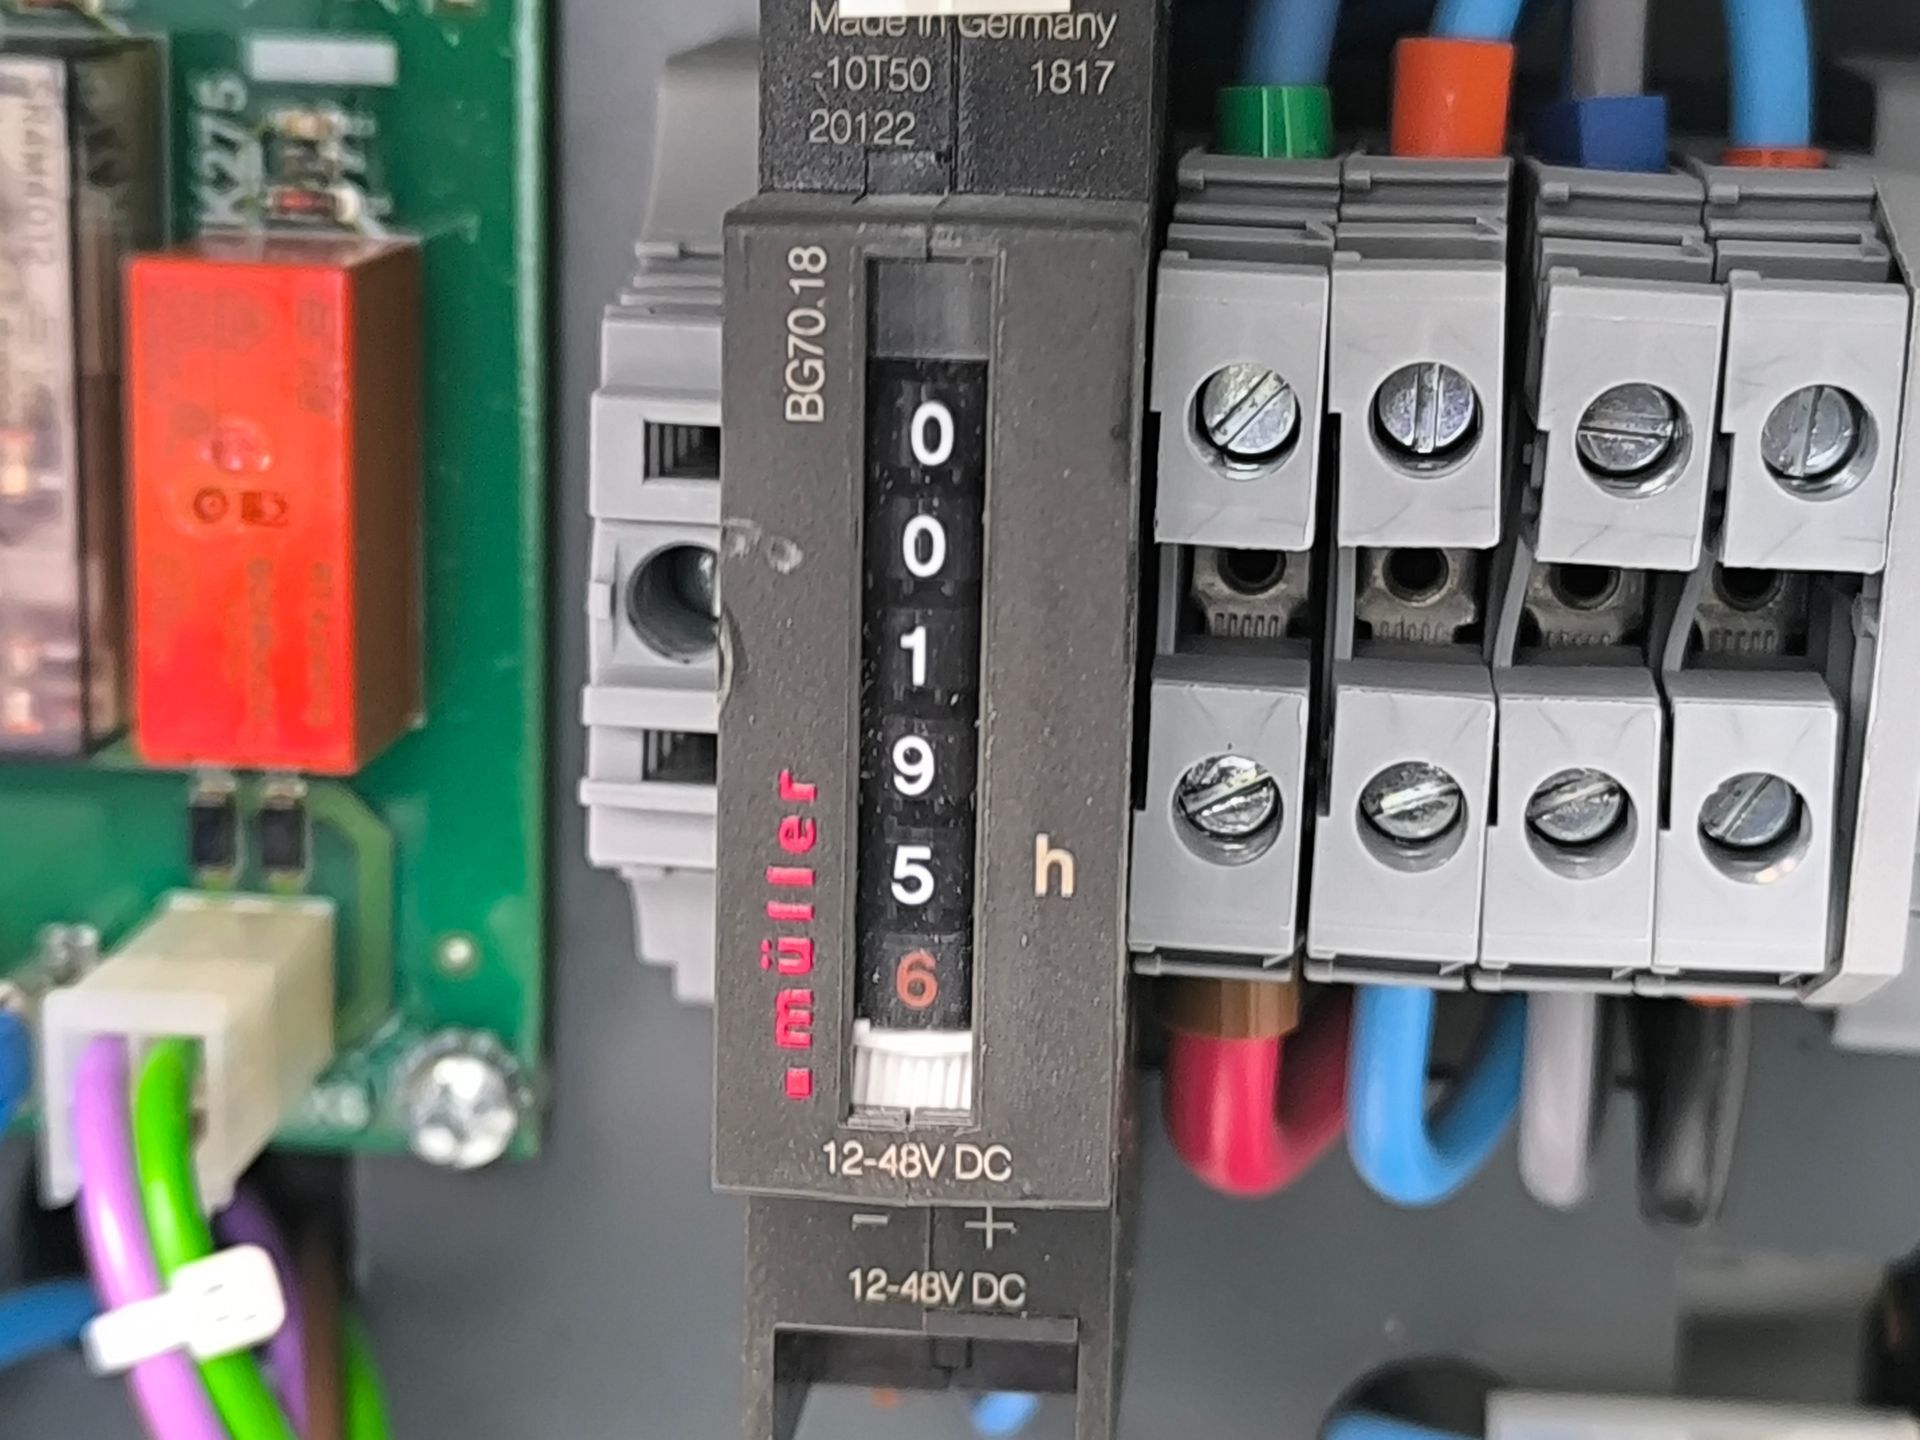 Made in Germany
-10T50 1817
20122
K275
BG70.18
0
0
1
9
5
6
h
müller
12-48V DC
- +
12-48V DC